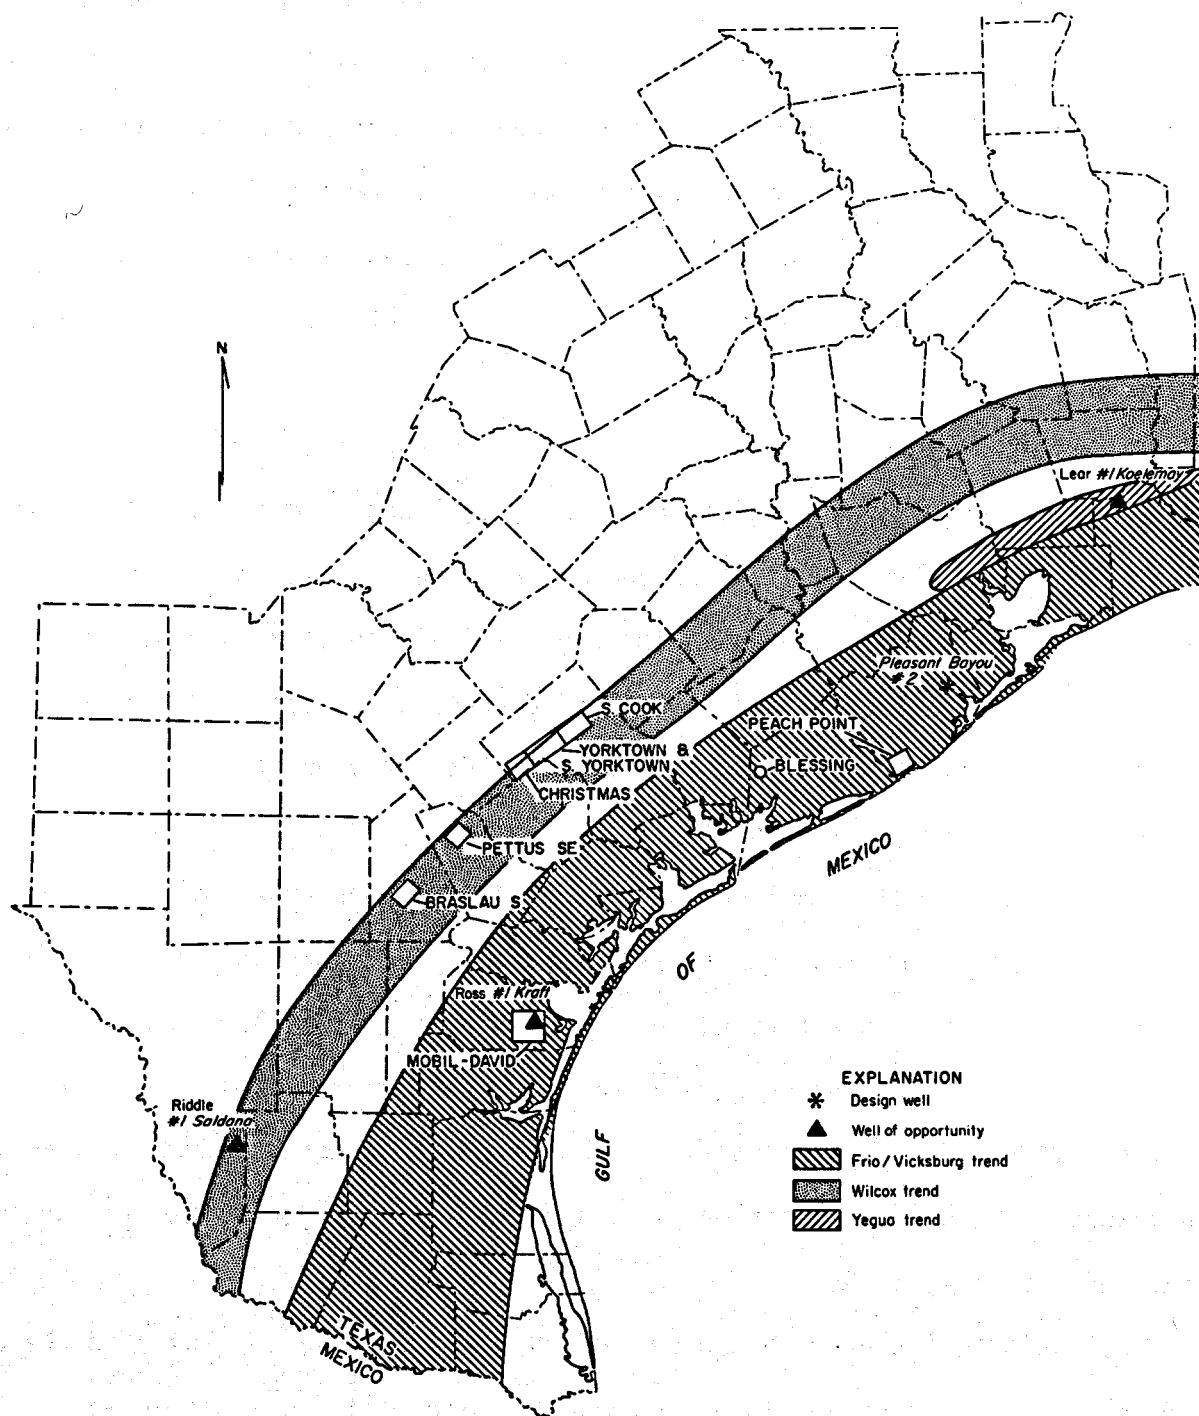 N
Lear #1 Koelemay
Pleasant Bayou
#2
S. COOK
PEACH POINT
YORKTOWN &
S. YORKTOWN
BLESSING
CHRISTMAS
PETTUS SE
MEXICO
BRASLAU S
OF
Ross #1 Kraft
MOBIL-DAVID
EXPLANATION
Design well
Riddle
#1 Saldana
Well of opportunity
GULF
Frio/Vicksburg trend
Wilcox trend
Yegua trend
TEXAS
MEXICO